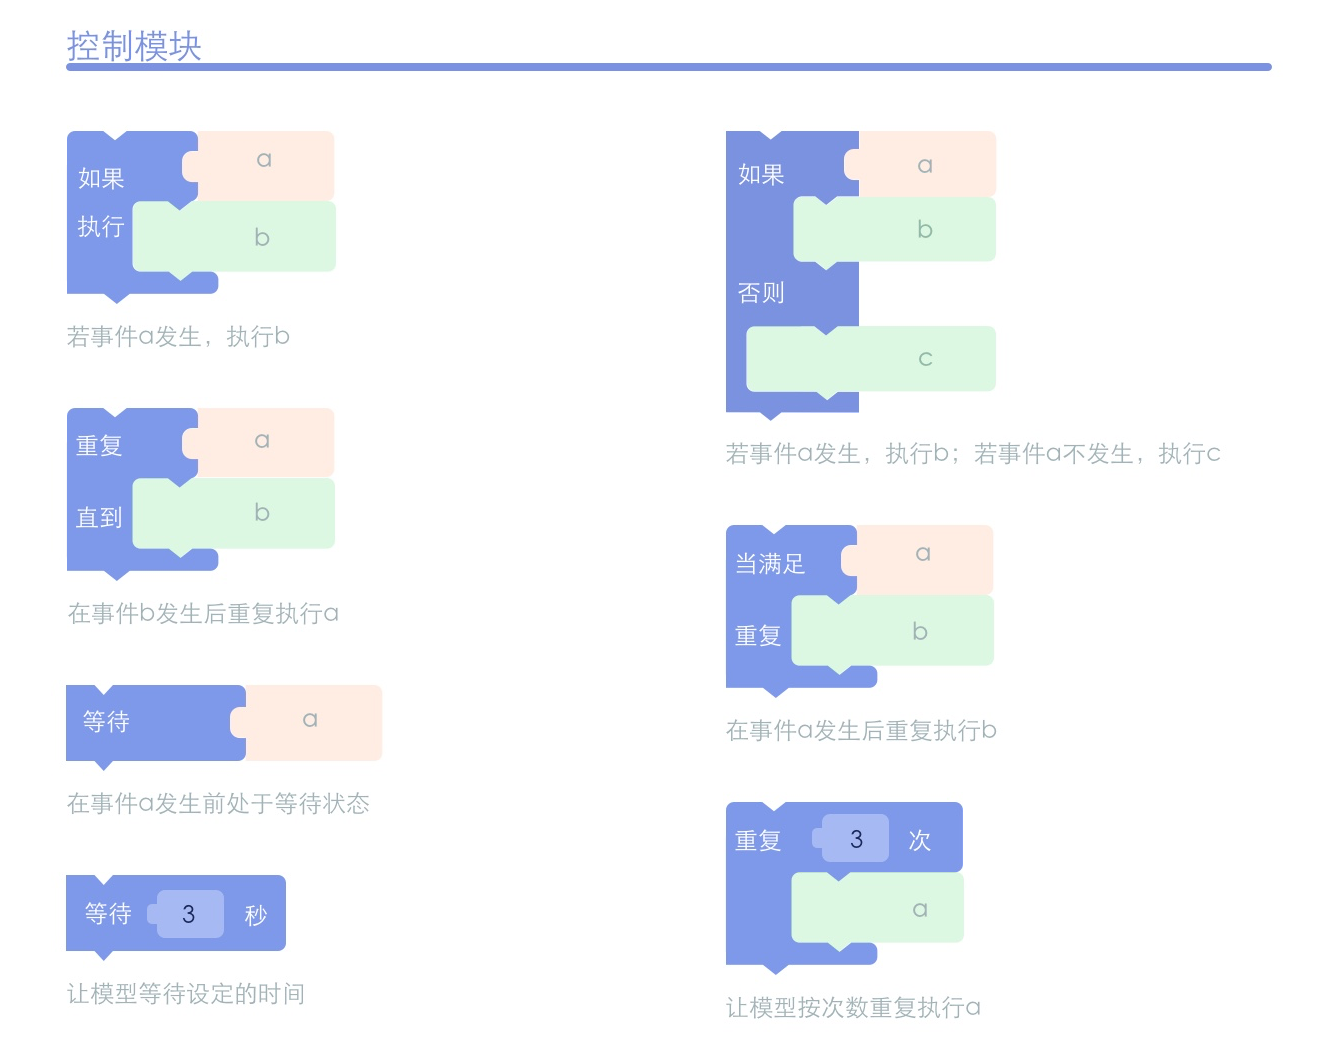 控制模块
如果
a
执行
b
若事件a发生，执行b
重复
a
直到
b
在事件b发生后重复执行a
等待
a
在事件a发生前处于等待状态
等待 3 秒
让模型等待设定的时间
如果
a
b
否则
c
若事件a发生，执行b；若事件a不发生，执行c
当满足
a
重复
b
在事件a发生后重复执行b
重复 3 次
a
让模型按次数重复执行a